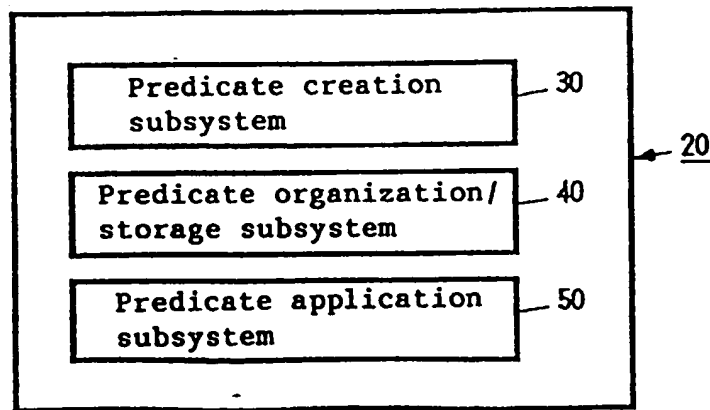 Predicate creation
subsystem
30
20
Predicate organization/
storage subsystem
40
Predicate application
subsystem
50